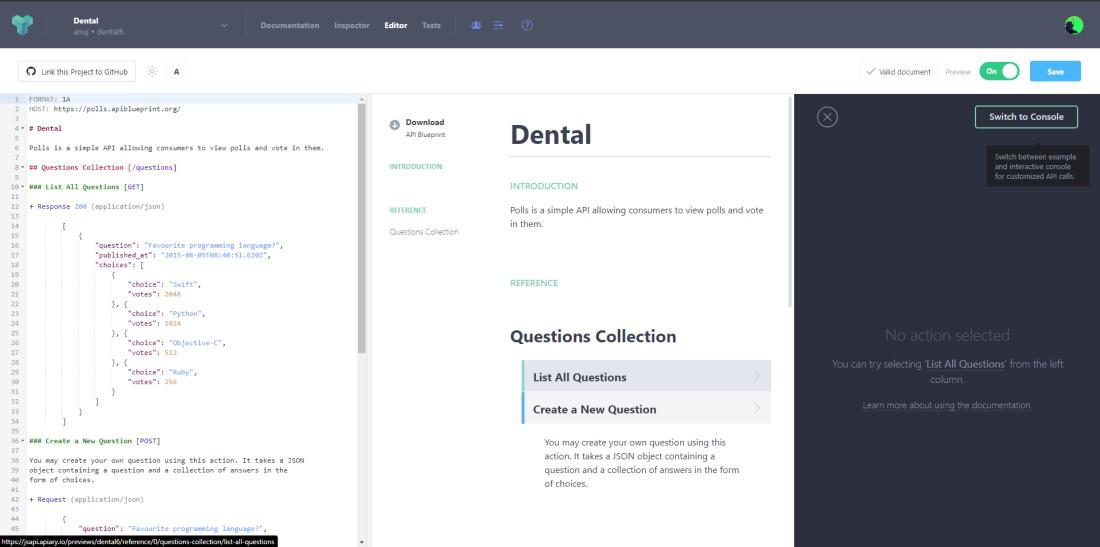 Dental
anuj • dental6
Documentation
Inspector
Editor
Tests
Link this Project to GitHub
A
Valid document
Preview
On
Save
1 FORMAT: 1A
2 HOST: https://polls.apiblueprint.org/
3
4 # Dental
5
6 Polls is a simple API allowing consumers to view polls and vote in them.
7
8 ## Questions Collection [/questions]
9
10 ### List All Questions [GET]
11
12 + Response 200 (application/json)
13
14 [
15 {
16 "question": "Favourite programming language?",
17 "published_at": "2015-08-05T08:40:51.620Z",
18 "choices": [
19 {
20 "choice": "Swift",
21 "votes": 2048
22 }, {
23 "choice": "Python",
24 "votes": 1024
25 }, {
26 "choice": "Objective-C",
27 "votes": 512
28 }, {
29 "choice": "Ruby",
30 "votes": 256
31 }
32 ]
33 }
34 ]
35
36 ### Create a New Question [POST]
37
38 You may create your own question using this action. It takes a JSON
39 object containing a question and a collection of answers in the
40 form of choices.
41
42 + Request (application/json)
43
44 {
45 "question": "Favourite programming language?",
https://jsapi.apiary.io/previews/dental6/reference/0/questions-collection/list-all-questions
Download
API Blueprint
INTRODUCTION
REFERENCE
Questions Collection
Dental
INTRODUCTION
Polls is a simple API allowing consumers to view polls and vote
in them.
REFERENCE
Questions Collection
List All Questions
Create a New Question
You may create your own question using this
action. It takes a JSON object containing a
question and a collection of answers in the form
of choices.
Switch to Console
Switch between example
and interactive console
for customized API calls.
No action selected
You can try selecting 'List All Questions' from the left
column.
Learn more about using the documentation.